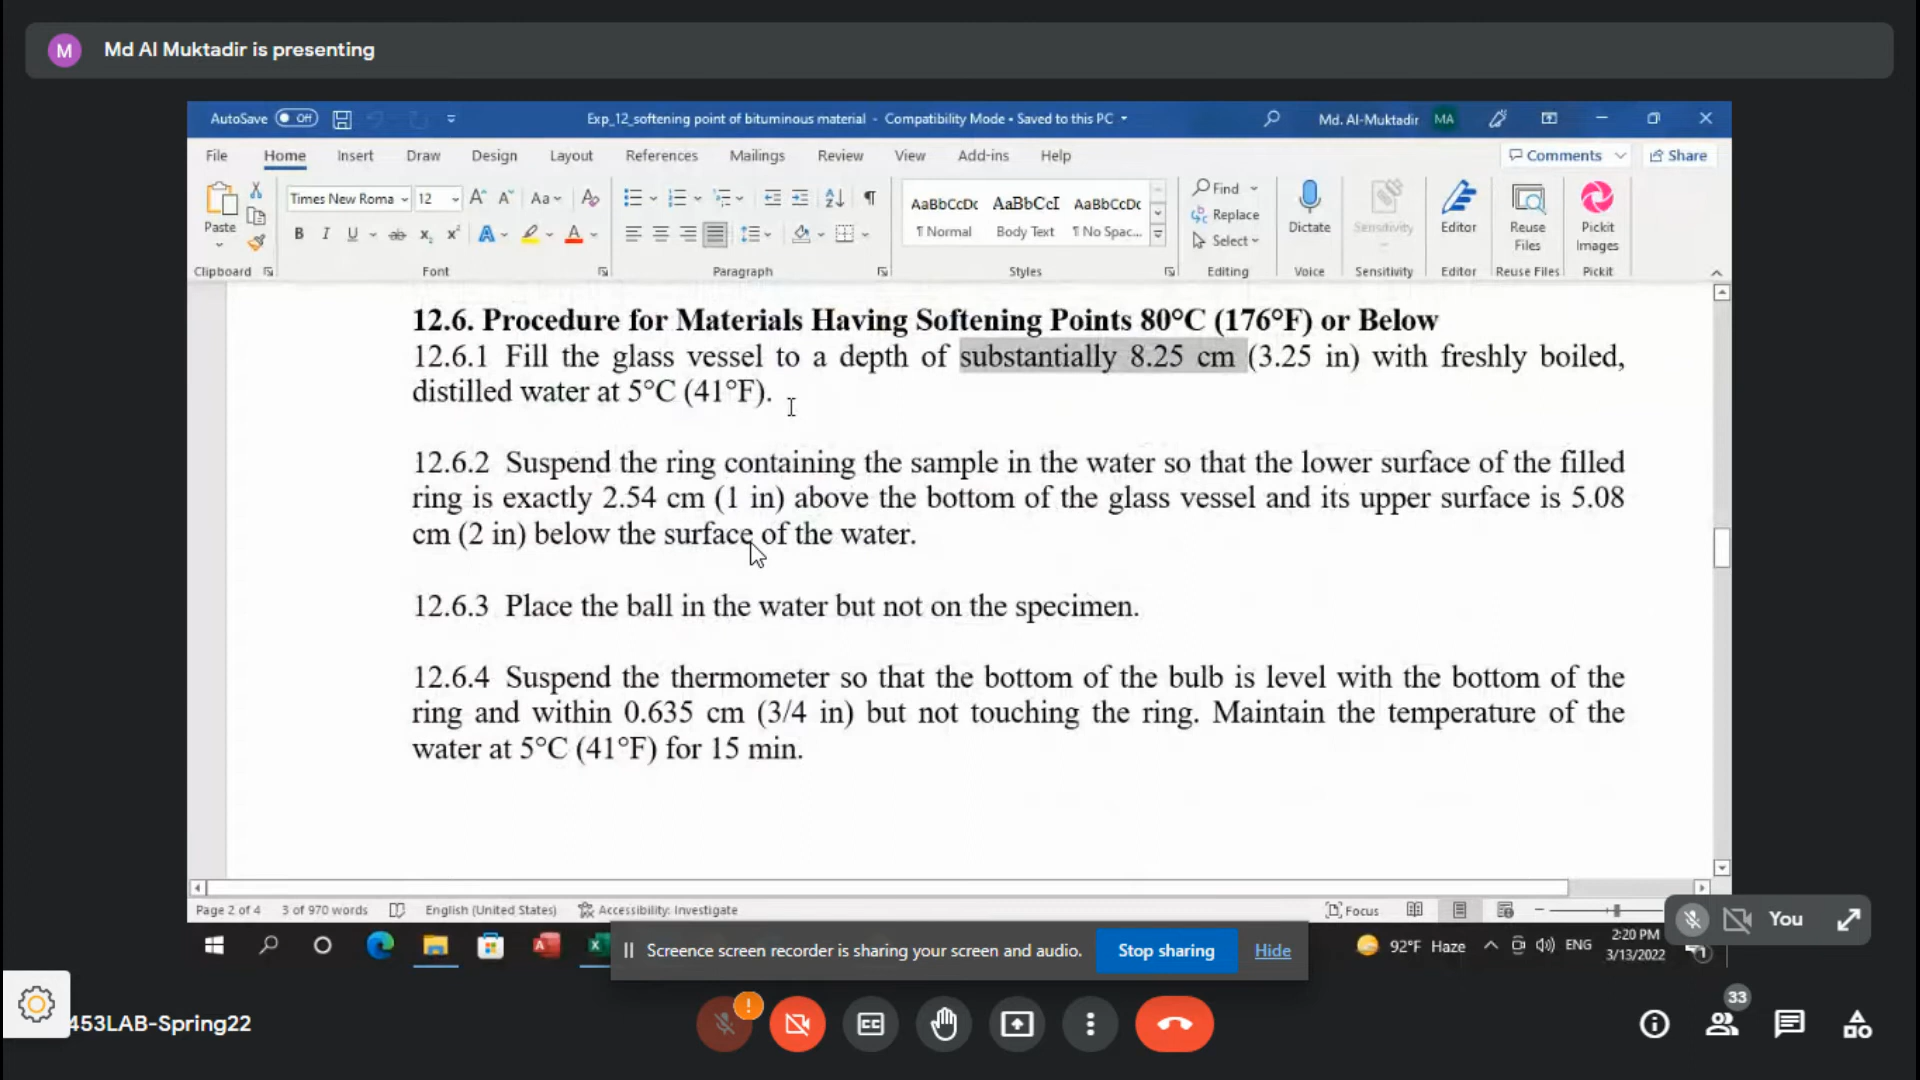 M Md Al Muktadir is presenting
AutoSave Off Exp_12_softening point of bituminous material - Compatibility Mode • Saved to this PC Md. Al-Muktadir MA
File Home Insert Draw Design Layout References Mailings Review View Add-ins Help Comments Share
Paste Times New Roma 12 Aa AaBbCcDc AaBbCcI AaBbCcDc Find Replace Select Dictate Sensitivity Editor Reuse Files Pickit Images
B I U ab x₂ x² A A ¶ Normal Body Text ¶ No Spac...
Clipboard Font Paragraph Styles Editing Voice Sensitivity Editor Reuse Files Pickit
12.6. Procedure for Materials Having Softening Points 80°C (176°F) or Below
12.6.1 Fill the glass vessel to a depth of substantially 8.25 cm (3.25 in) with freshly boiled,
distilled water at 5°C (41°F).
12.6.2 Suspend the ring containing the sample in the water so that the lower surface of the filled
ring is exactly 2.54 cm (1 in) above the bottom of the glass vessel and its upper surface is 5.08
cm (2 in) below the surface of the water.
12.6.3 Place the ball in the water but not on the specimen.
12.6.4 Suspend the thermometer so that the bottom of the bulb is level with the bottom of the
ring and within 0.635 cm (3/4 in) but not touching the ring. Maintain the temperature of the
water at 5°C (41°F) for 15 min.
Page 2 of 4 3 of 970 words English (United States) Accessibility: Investigate Focus
You
Screence screen recorder is sharing your screen and audio. Stop sharing Hide
92°F Haze ENG 2:20 PM
3/13/2022 1
453LAB-Spring22
33